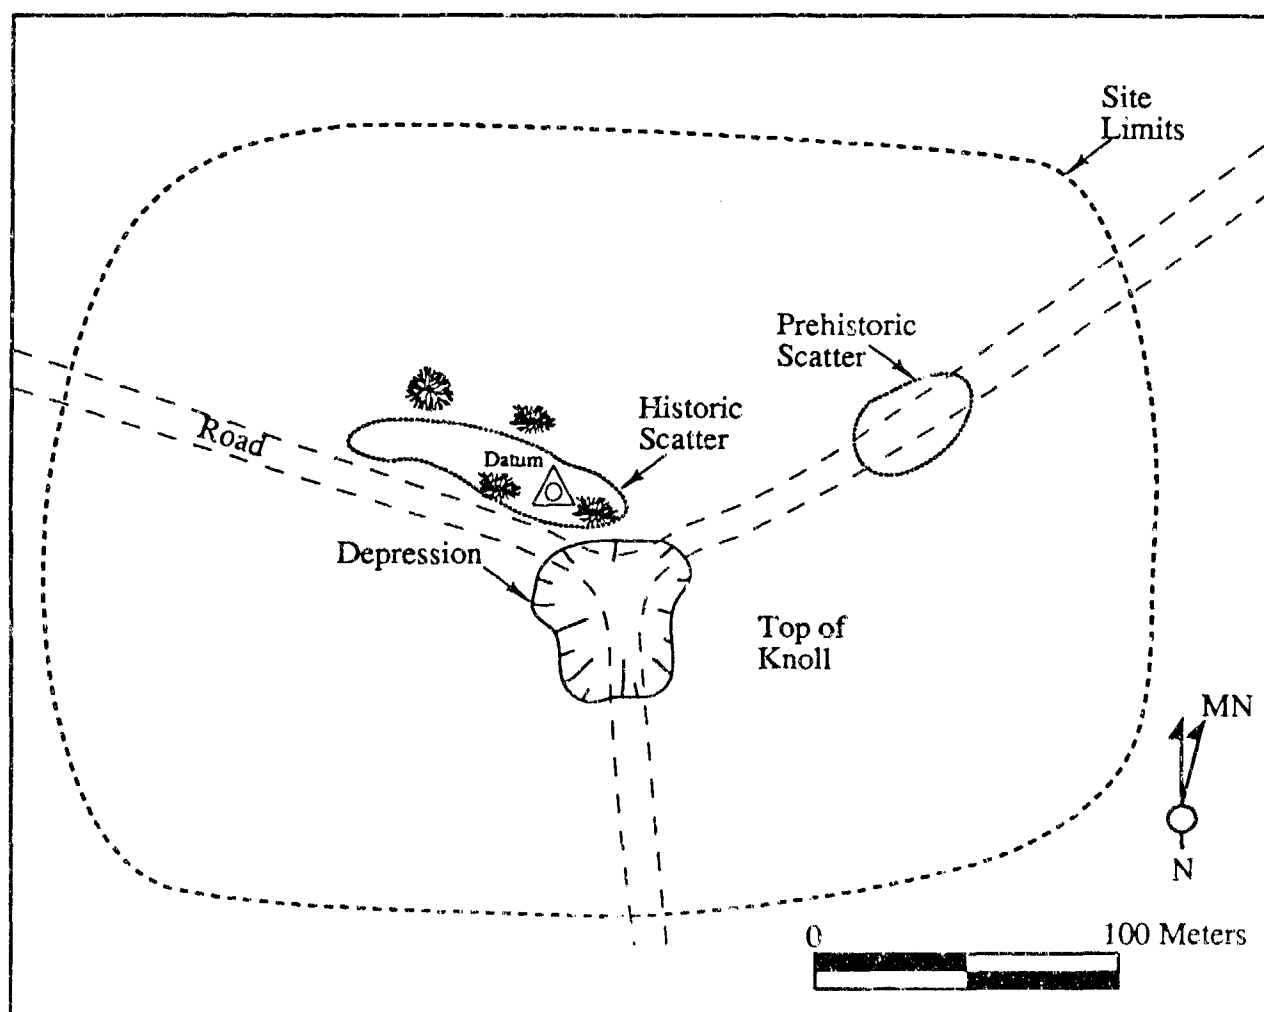 Site
Limits
Prehistoric
Scatter
Historic
Scatter
Road
Datum
Depression
Top of
Knoll
MN
N
0
100 Meters